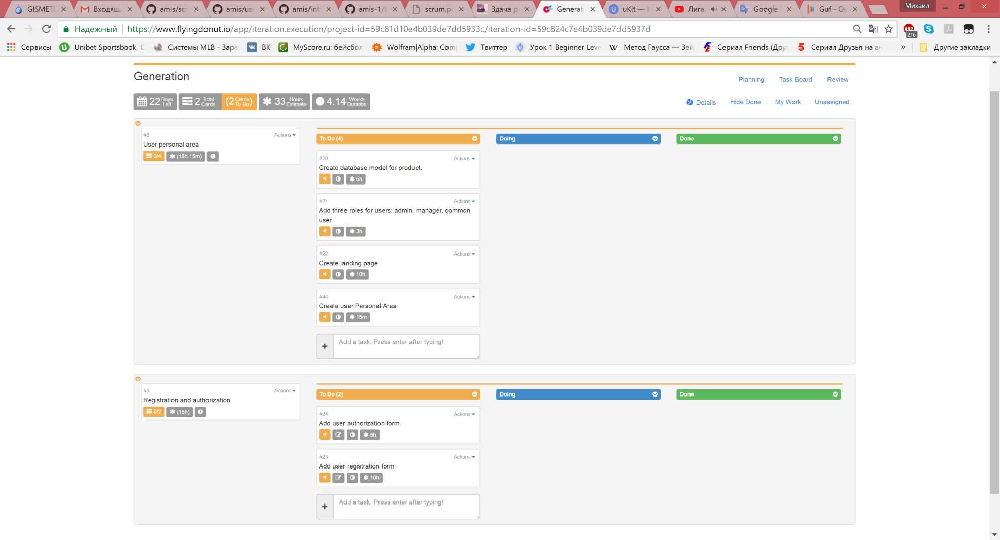 GISMETE
Входящ
amis/scr
amis/use
amis/inte
amis-1/l
scrum.po
Здача р
Generati
uKit —
Лига
Google
Guf - О
Михаил
Надежный
https://www.flyingdonut.io/app/iteration.execution/project-id=59c81d10e4b039de7dd5933c/iteration-id=59c824c7e4b039de7dd5937d
ABP
216
Сервисы
Unibet Sportsbook, C
Системы MLB - Зара
ВК
MyScore.ru: бейсбол
Wolfram|Alpha: Com
Твиттер
Урок 1 Beginner Leve
Метод Гаусса — Зей
Сериал Friends (Дру
Сериал Друзья на ан
»
Другие закладки
Generation
Planning
Task Board
Review
22 Days Left
2 Total Cards
(2 Cards To Do)
33 Hours Estimate
4.14 Weeks Duration
Details
Hide Done
My Work
Unassigned
#8
Actions
User personal area
0/4
(18h 15m)
To Do (4)
Doing
Done
#20
Actions
Create database model for product.
5h
#21
Actions
Add three roles for users: admin, manager, common
user
3h
#22
Actions
Create landing page
10h
#44
Actions
Create user Personal Area
15m
Add a task. Press enter after typing!
#9
Actions
Registration and authorization
0/2
(15h)
To Do (2)
Doing
Done
#24
Actions
Add user authorization form
5h
#23
Actions
Add user registration form
10h
Add a task. Press enter after typing!